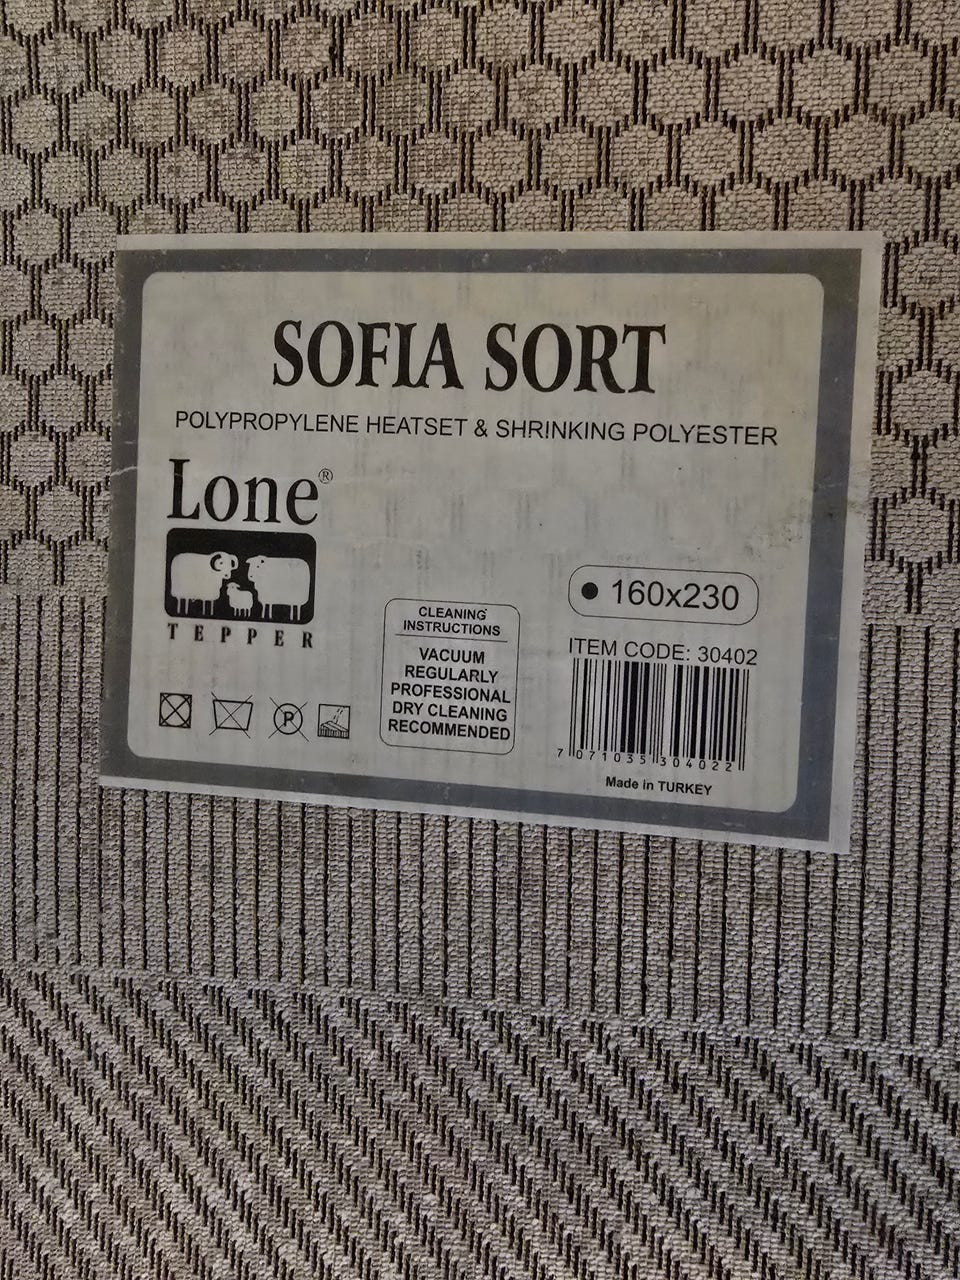 SOFIA SORT
POLYPROPYLENE HEATSET & SHRINKING POLYESTER
Lone®
TEPPER
P
CLEANING
INSTRUCTIONS
VACUUM
REGULARLY
PROFESSIONAL
DRY CLEANING
RECOMMENDED
160x230
ITEM CODE: 30402
7 071035 304022
Made in TURKEY